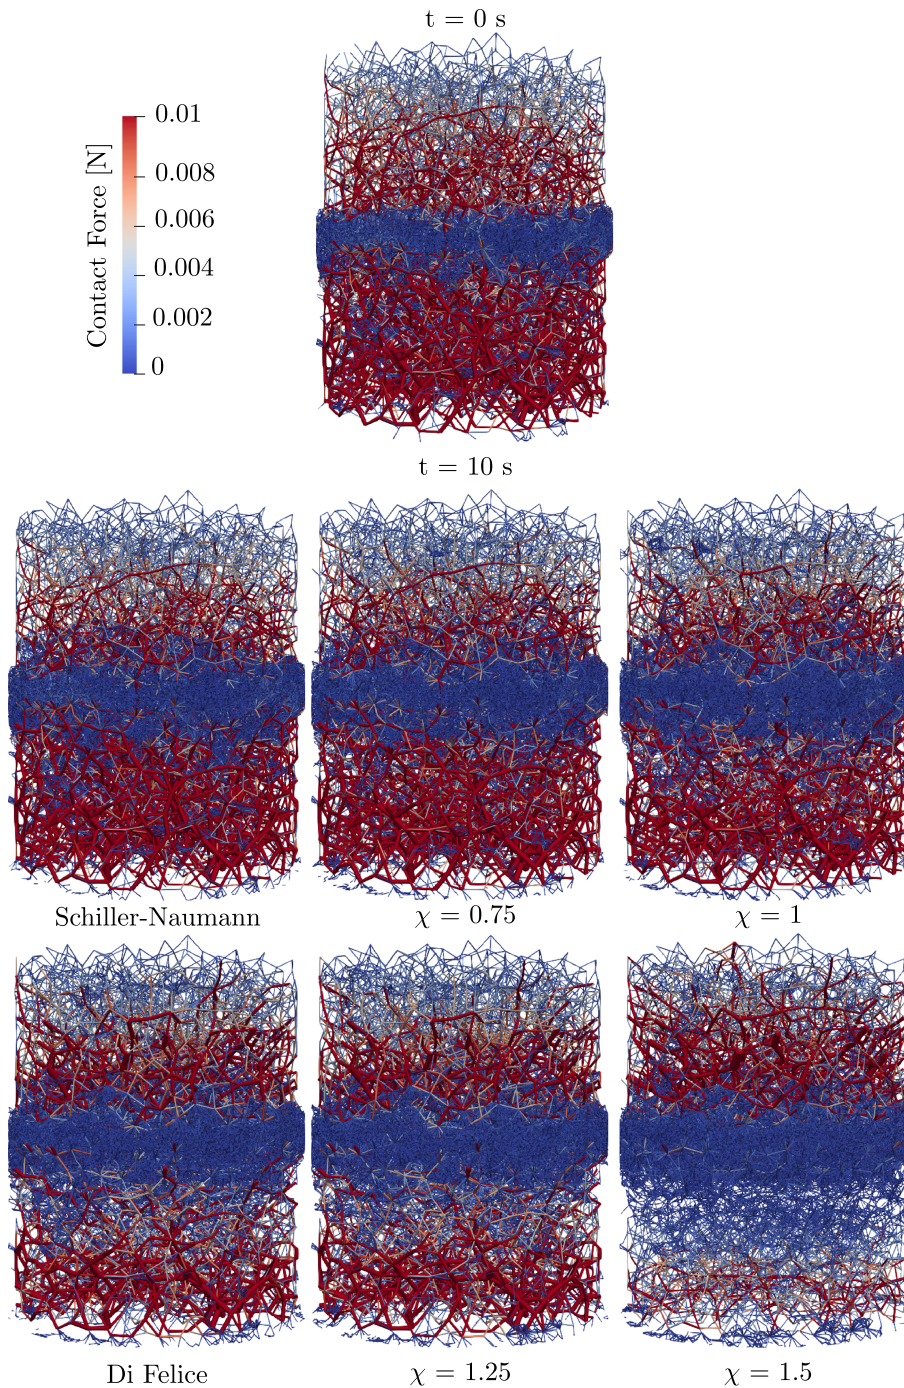 t = 0 s
Contact Force [N]
0.01
0.008
0.006
0.004
0.002
0
t = 10 s
Schiller-Naumann
χ = 0.75
χ = 1
Di Felice
χ = 1.25
χ = 1.5